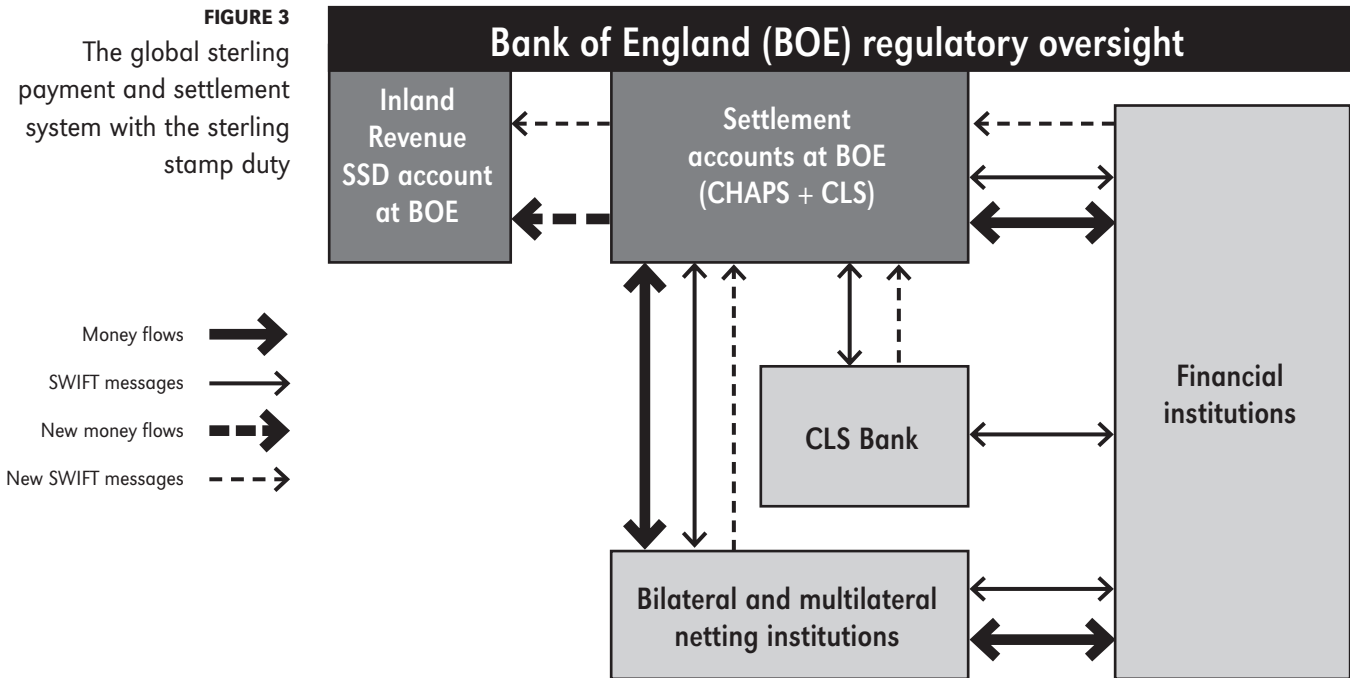 FIGURE 3
The global sterling
payment and settlement
system with the sterling
stamp duty
Bank of England (BOE) regulatory oversight
Inland
Revenue
SSD account
at BOE
Settlement
accounts at BOE
(CHAPS + CLS)
Money flows
SWIFT messages
New money flows
New SWIFT messages
CLS Bank
Financial
institutions
Bilateral and multilateral
netting institutions